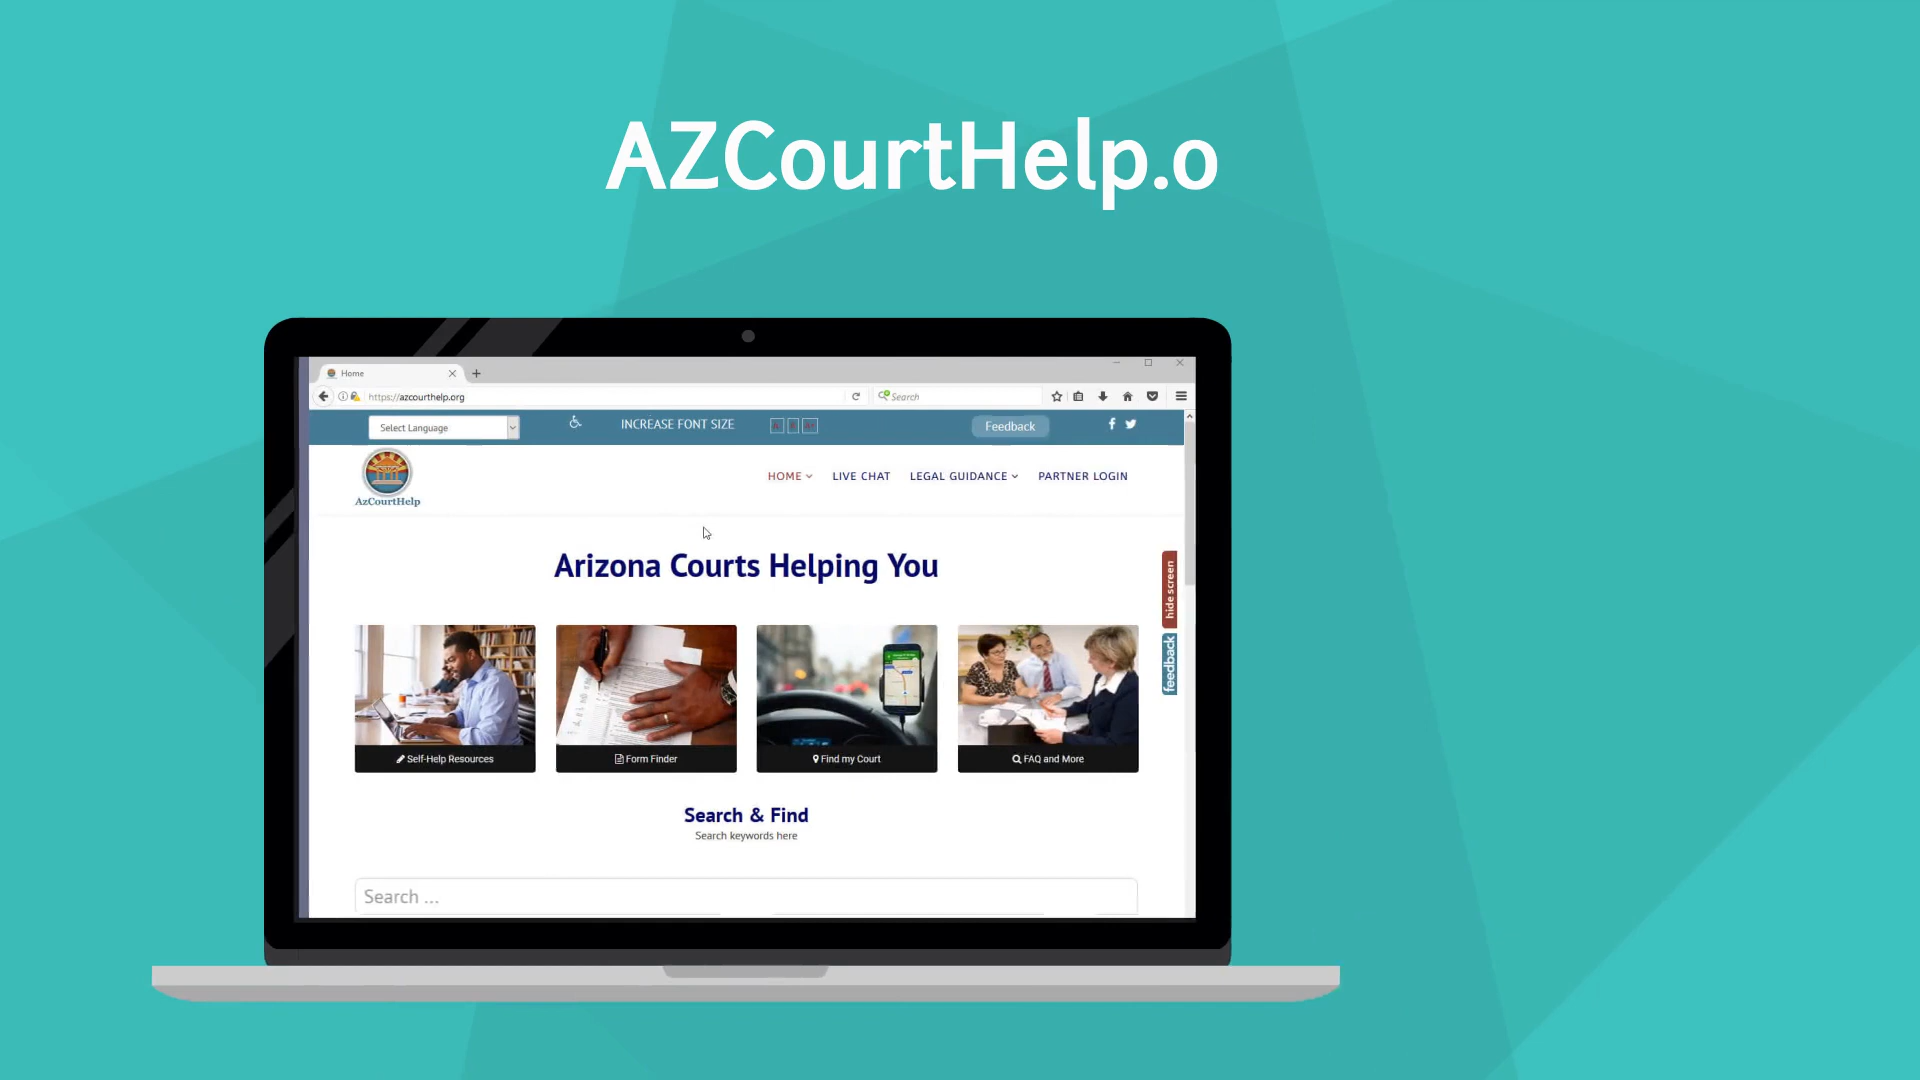 AZCourtHelp.o
Home
https://azcourthelp.org
Search
Select Language
INCREASE FONT SIZE
Feedback
AzCourtHelp
HOME
LIVE CHAT
LEGAL GUIDANCE
PARTNER LOGIN
Arizona Courts Helping You
hide screen
feedback
Self-Help Resources
Form Finder
Find my Court
FAQ and More
Search & Find
Search keywords here
Search ...